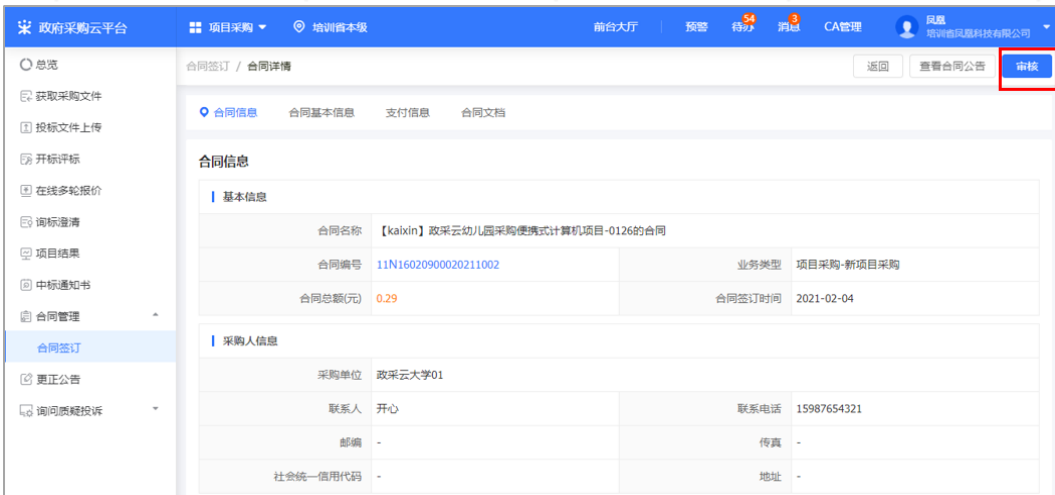 政府采购云平台 项目采购 培训省本级 前台大厅 预警 待办 54 消息 3 CA管理 凤凰
培训省凤凰科技有限公司
总览
获取采购文件
投标文件上传
开标评标
在线多轮报价
询标澄清
项目结果
中标通知书
合同管理
合同签订
更正公告
询问质疑投诉
合同签订 / 合同详情 返回 查看合同公告 审核
合同信息 合同基本信息 支付信息 合同文档
合同信息
基本信息
合同名称 【kaixin】政采云幼儿园采购便携式计算机项目-0126的合同
合同编号 11N16020900020211002 业务类型 项目采购-新项目采购
合同总额(元) 0.29 合同签订时间 2021-02-04
采购人信息
采购单位 政采云大学01
联系人 开心 联系电话 15987654321
邮编 - 传真 -
社会统一信用代码 - 地址 -